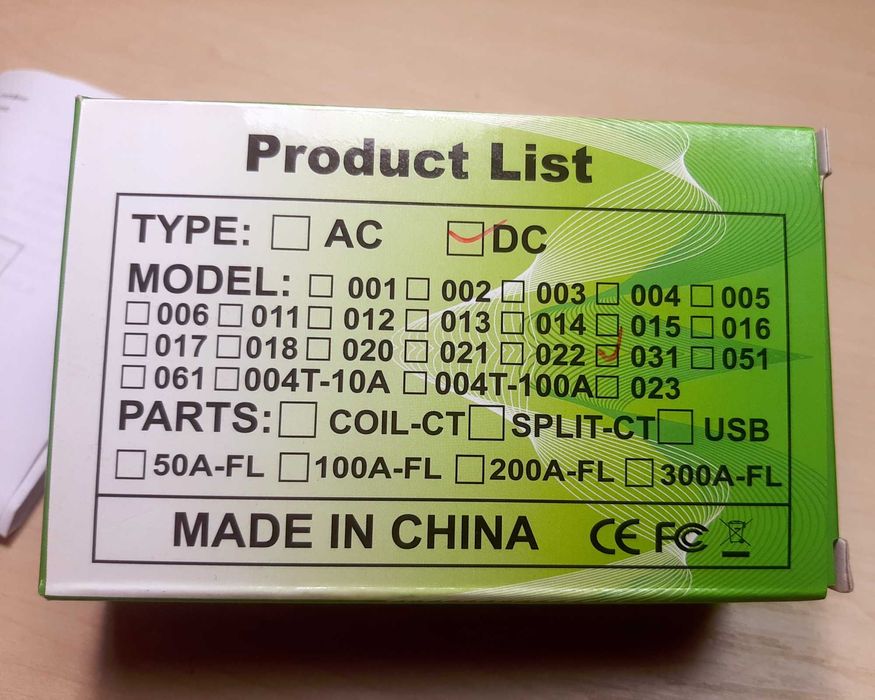 Product List
TYPE: ☐ AC ☑ DC
MODEL: ☐ 001 ☐ 002 ☐ 003 ☐ 004 ☐ 005
☐ 006 ☐ 011 ☐ 012 ☐ 013 ☐ 014 ☐ 015 ☐ 016
☐ 017 ☐ 018 ☐ 020 ☐ 021 ☐ 022 ☑ 031 ☐ 051
☐ 061 ☐ 004T-10A ☐ 004T-100A ☐ 023
PARTS: ☐ COIL-CT ☐ SPLIT-CT ☐ USB
☐ 50A-FL ☐ 100A-FL ☐ 200A-FL ☐ 300A-FL
MADE IN CHINA CE FC